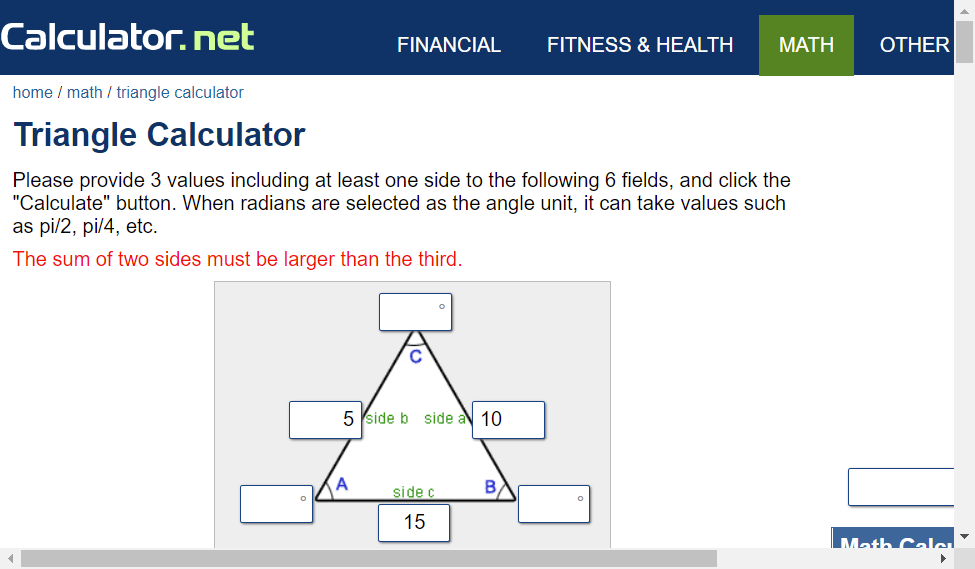 Calculator.net
FINANCIAL FITNESS & HEALTH MATH OTHER
home / math / triangle calculator
Triangle Calculator
Please provide 3 values including at least one side to the following 6 fields, and click the
"Calculate" button. When radians are selected as the angle unit, it can take values such
as pi/2, pi/4, etc.
The sum of two sides must be larger than the third.
°
C
5 side b side a 10
A side c B
° °
15
Math